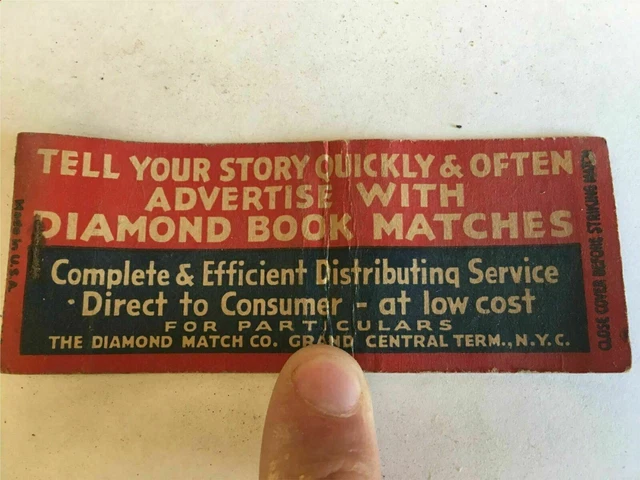 TELL YOUR STORY QUICKLY & OFTEN
ADVERTISE WITH
DIAMOND BOOK MATCHES
Complete & Efficient Distributing Service
Direct to Consumer - at low cost
FOR PARTICULARS
THE DIAMOND MATCH CO. GRAND CENTRAL TERM., N.Y.C.
Made in U.S.A.
CLOSE COVER BEFORE STRIKING MATCH